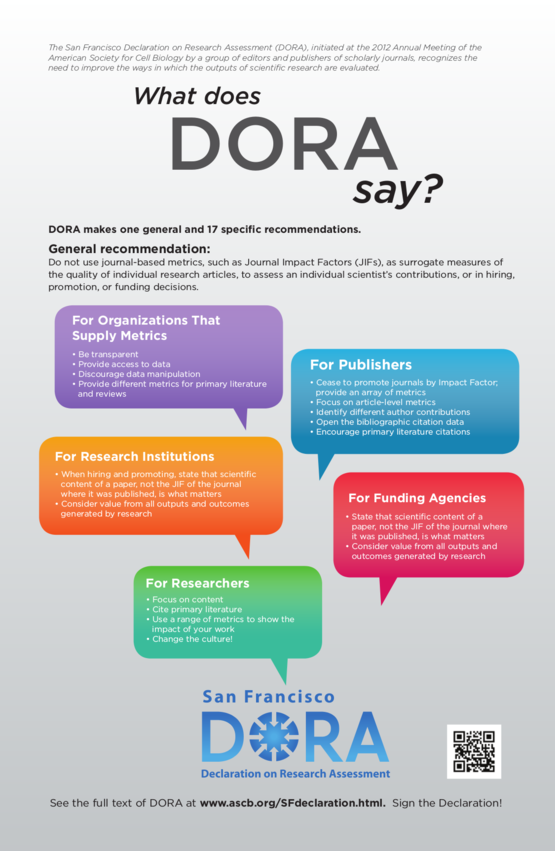 The San Francisco Declaration on Research Assessment (DORA), initiated at the 2012 Annual Meeting of the
American Society for Cell Biology by a group of editors and publishers of scholarly journals, recognizes the
need to improve the ways in which the outputs of scientific research are evaluated.
What does
DORA
say?
DORA makes one general and 17 specific recommendations.
General recommendation:
Do not use journal-based metrics, such as Journal Impact Factors (JIFs), as surrogate measures of
the quality of individual research articles, to assess an individual scientist's contributions, or in hiring,
promotion, or funding decisions.
For Organizations That
Supply Metrics
• Be transparent
• Provide access to data
• Discourage data manipulation
• Provide different metrics for primary literature
and reviews
For Publishers
• Cease to promote journals by Impact Factor;
provide an array of metrics
• Focus on article-level metrics
• Identify different author contributions
• Open the bibliographic citation data
• Encourage primary literature citations
For Research Institutions
• When hiring and promoting, state that scientific
content of a paper, not the JIF of the journal
where it was published, is what matters
• Consider value from all outputs and outcomes
generated by research
For Funding Agencies
• State that scientific content of a
paper, not the JIF of the journal where
it was published, is what matters
• Consider value from all outputs and
outcomes generated by research
For Researchers
• Focus on content
• Cite primary literature
• Use a range of metrics to show the
impact of your work
• Change the culture!
San Francisco
DORA
Declaration on Research Assessment
See the full text of DORA at www.ascb.org/SFdeclaration.html. Sign the Declaration!